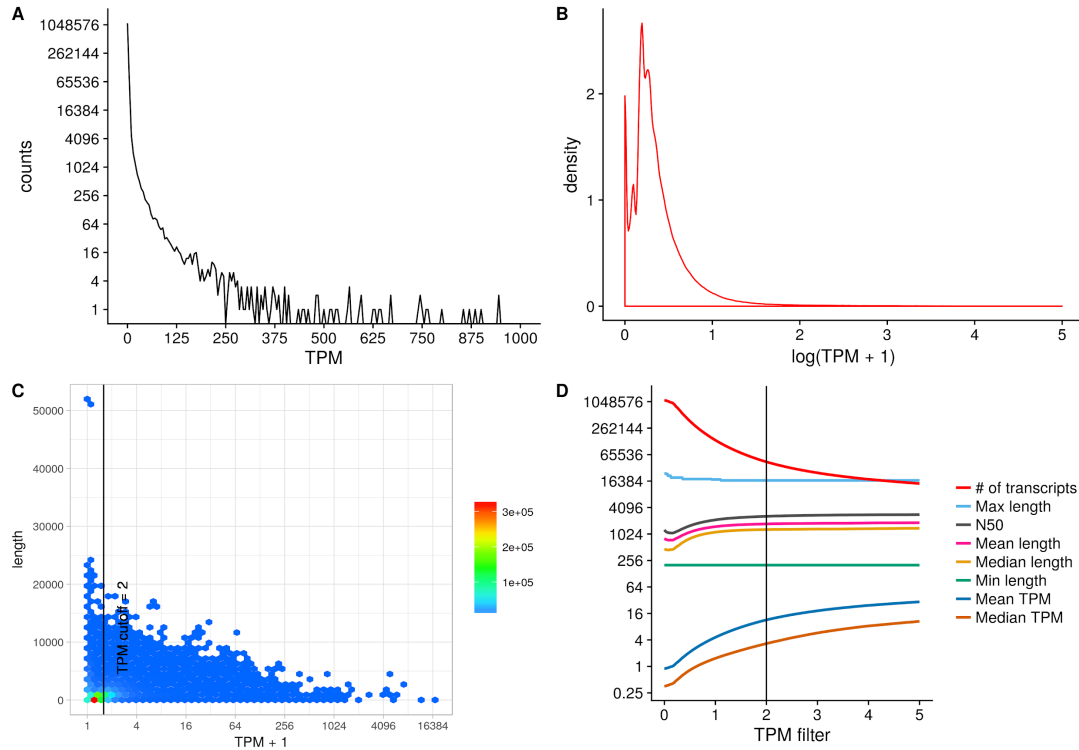 A
counts
1048576
262144
65536
16384
4096
1024
256
64
16
4
1
0 125 250 375 500 625 750 875 1000
TPM
B
density
2
1
0
0 1 2 3 4 5
log(TPM + 1)
C
length
50000
40000
30000
20000
10000
0
TPM cutoff = 2
1 4 16 64 256 1024 4096 16384
TPM + 1
3e+05
2e+05
1e+05
D
1048576
262144
65536
16384
4096
1024
256
64
16
4
1
0.25
0 1 2 3 4 5
TPM filter
# of transcripts
Max length
N50
Mean length
Median length
Min length
Mean TPM
Median TPM